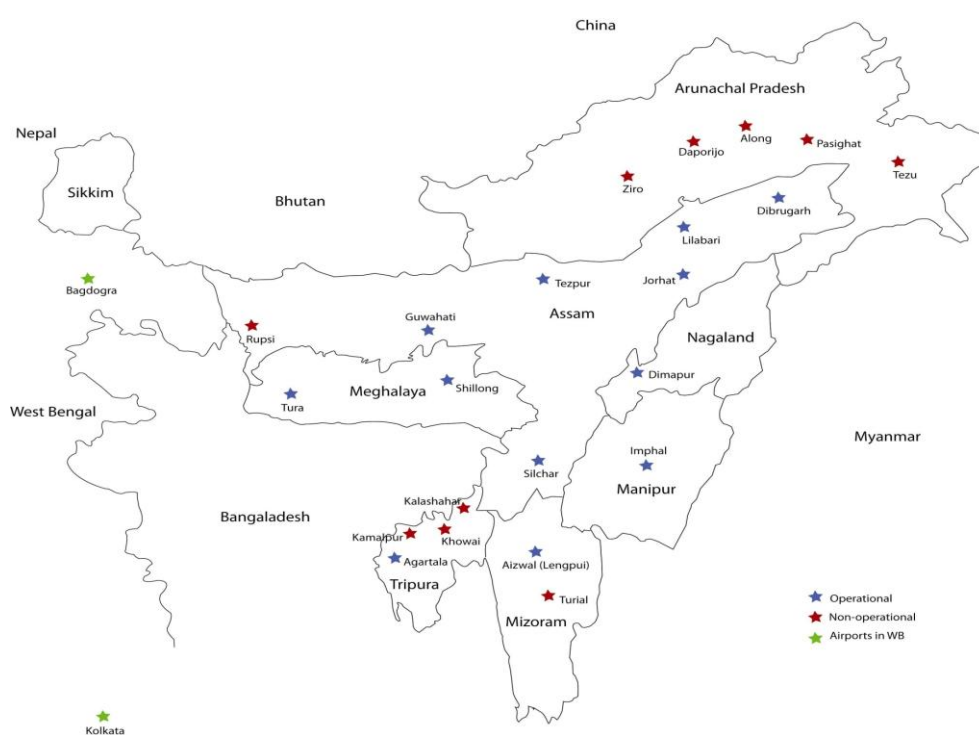 China
Arunachal Pradesh
Nepal
Along
Daporijo
Pasighat
Tezu
Sikkim
Ziro
Bhutan
Dibrugarh
Lilabari
Bagdogra
Tezpur
Jorhat
Assam
Guwahati
Rupsi
Nagaland
Dimapur
Meghalaya
Shillong
Tura
West Bengal
Myanmar
Imphal
Silchar
Manipur
Kalashahar
Bangaladesh
Kamalpur
Khowai
Agartala
Aizwal (Lengpui)
Tripura
Turial
Mizoram
Operational
Non-operational
Airports in WB
Kolkata